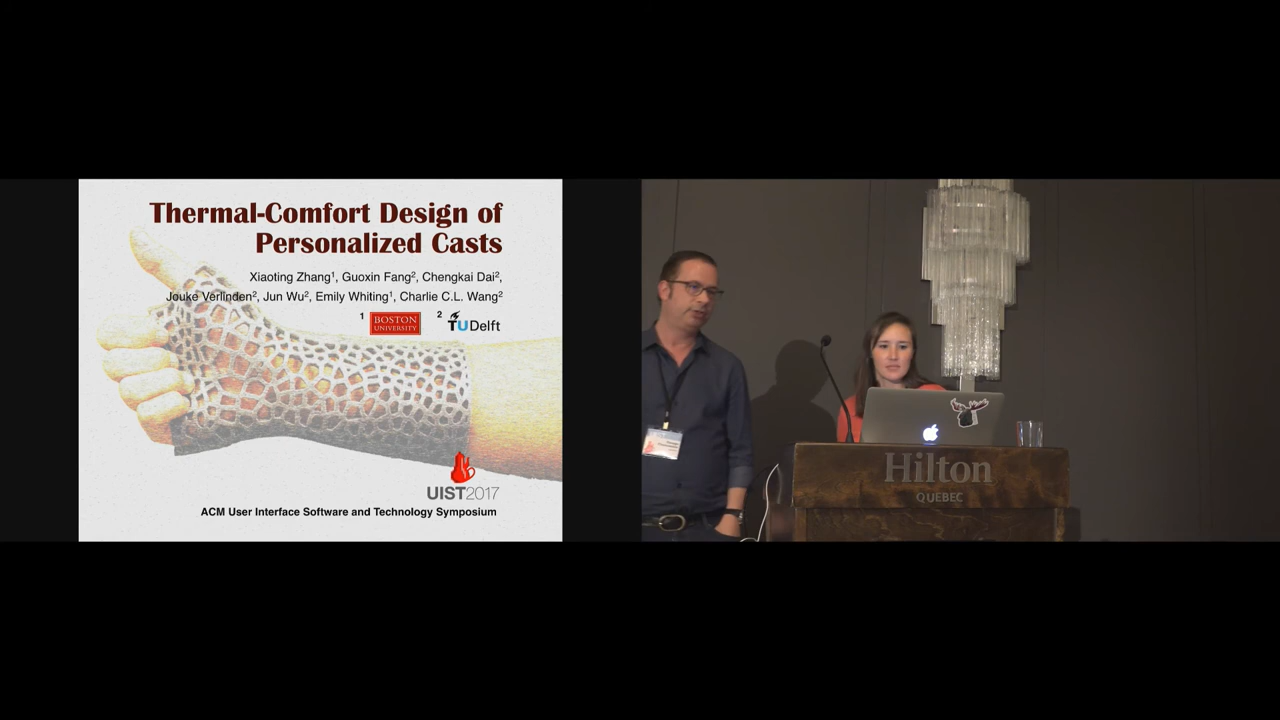 Thermal-Comfort Design of
Personalized Casts
Xiaoting Zhang¹, Guoxin Fang², Chengkai Dai²,
Jouke Verlinden², Jun Wu², Emily Whiting¹, Charlie C.L. Wang²
1 BOSTON UNIVERSITY 2 TUDelft
UIST2017
ACM User Interface Software and Technology Symposium
Hilton
QUEBEC